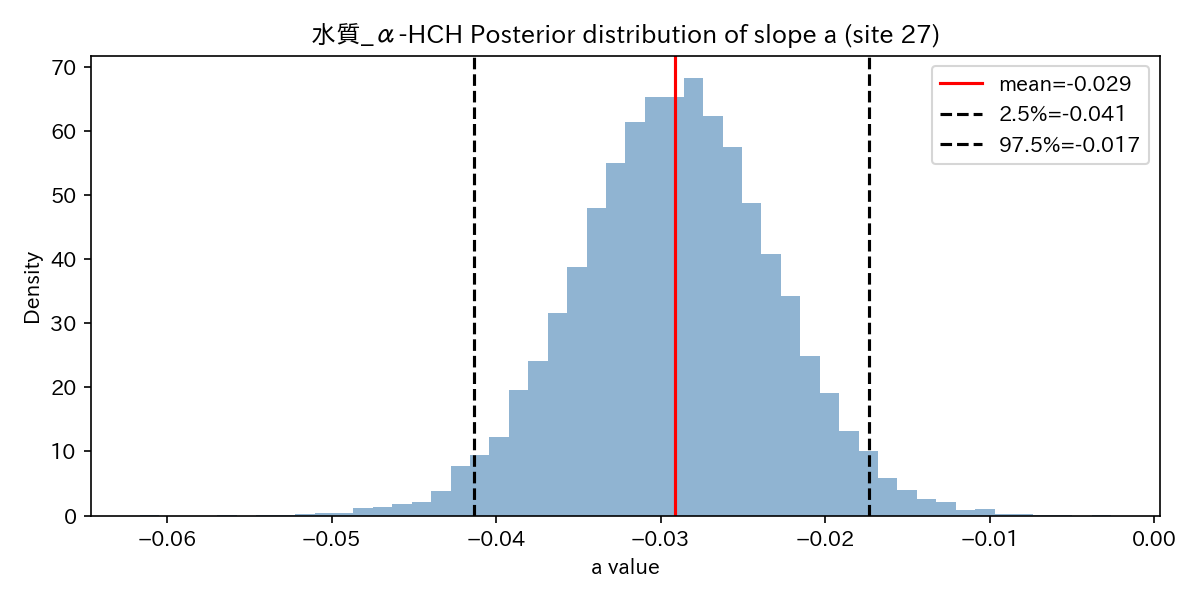 水質_α-HCH Posterior distribution of slope a (site 27)
mean=-0.029
2.5%=-0.041
97.5%=-0.017
70
60
50
40
30
20
10
0
Density
−0.06 −0.05 −0.04 −0.03 −0.02 −0.01 0.00
a value